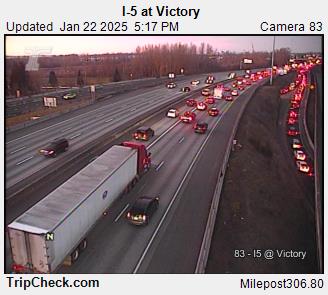 I-5 at Victory
Updated Jan 22 2025 5:17 PM Camera 83
83 - I5 @ Victory
TripCheck.com Milepost306.80